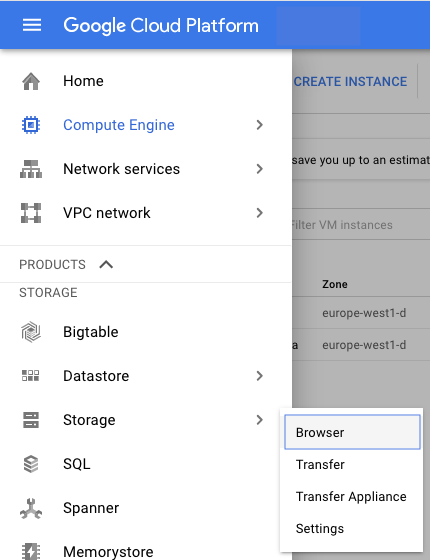 Google Cloud Platform
Home
CREATE INSTANCE
Compute Engine
save you up to an estimat
Network services
VPC network
Filter VM instances
PRODUCTS
STORAGE
Zone
europe-west1-d
Bigtable
a europe-west1-d
Datastore
Storage
Browser
SQL
Transfer
Transfer Appliance
Spanner
Settings
Memorystore